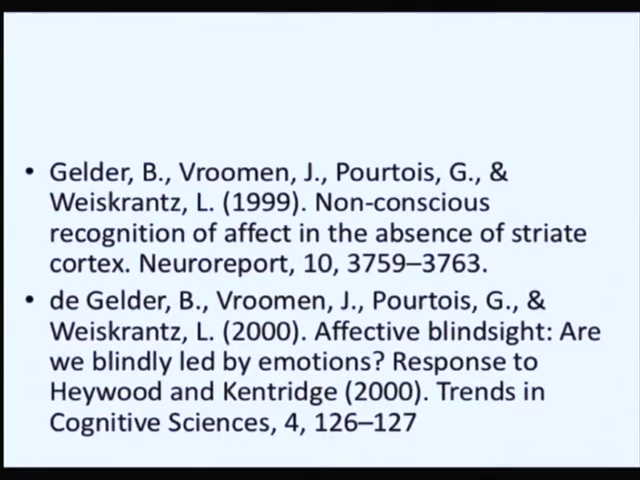 • Gelder, B., Vroomen, J., Pourtois, G., &
Weiskrantz, L. (1999). Non-conscious
recognition of affect in the absence of striate
cortex. Neuroreport, 10, 3759–3763.
• de Gelder, B., Vroomen, J., Pourtois, G., &
Weiskrantz, L. (2000). Affective blindsight: Are
we blindly led by emotions? Response to
Heywood and Kentridge (2000). Trends in
Cognitive Sciences, 4, 126–127